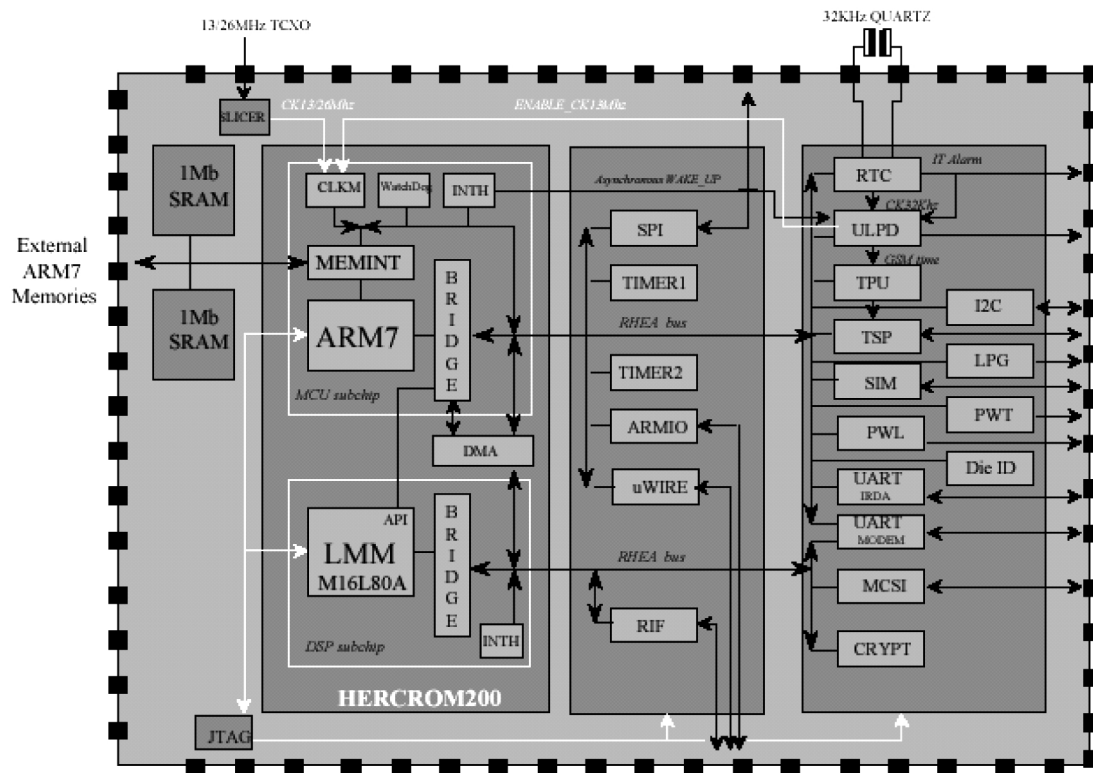 13/26MHz TCXO
32KHz QUARTZ
SLICER
CK13/26Mhz
ENABLE_CK13Mhz
1Mb
SRAM
CLKM
WatchDog
INTH
Asynchronous WAKE_UP
RTC
IT Alarm
CK32Khz
External
ARM7
Memories
MEMINT
SPI
ULPD
GSM time
1Mb
SRAM
ARM7
BRIDGE
TIMER1
TPU
I2C
RHEA bus
TSP
LPG
MCU subchip
TIMER2
SIM
PWT
DMA
ARMIO
PWL
Die ID
API
LMM
M16L80A
BRIDGE
uWIRE
UART
IRDA
UART
MODEM
RHEA bus
MCSI
INTH
RIF
CRYPT
DSP subchip
HERCROM200
JTAG